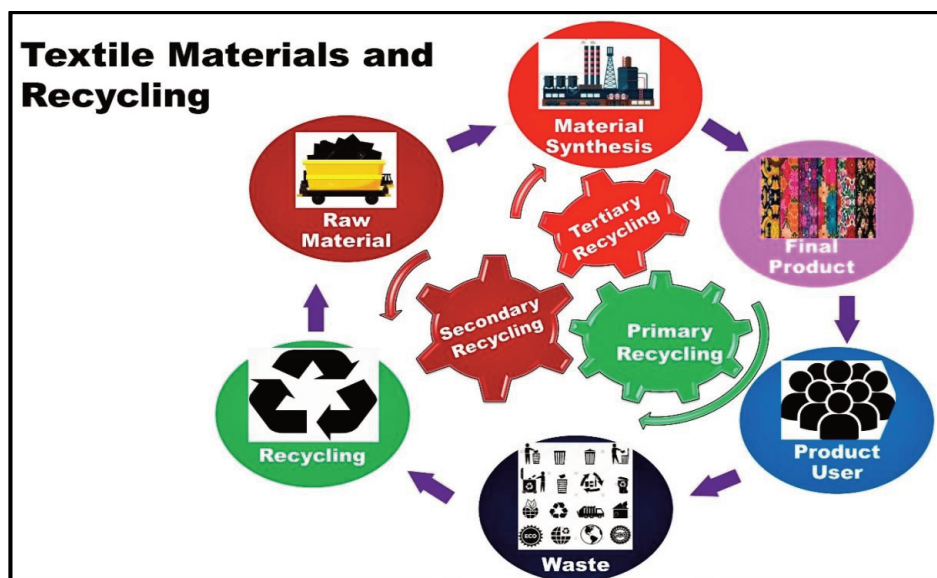 Textile Materials and
Recycling
Material
Synthesis
Raw
Material
Final
Product
Tertiary
Recycling
Secondary
Recycling
Primary
Recycling
Recycling
Product
User
ECO
Waste